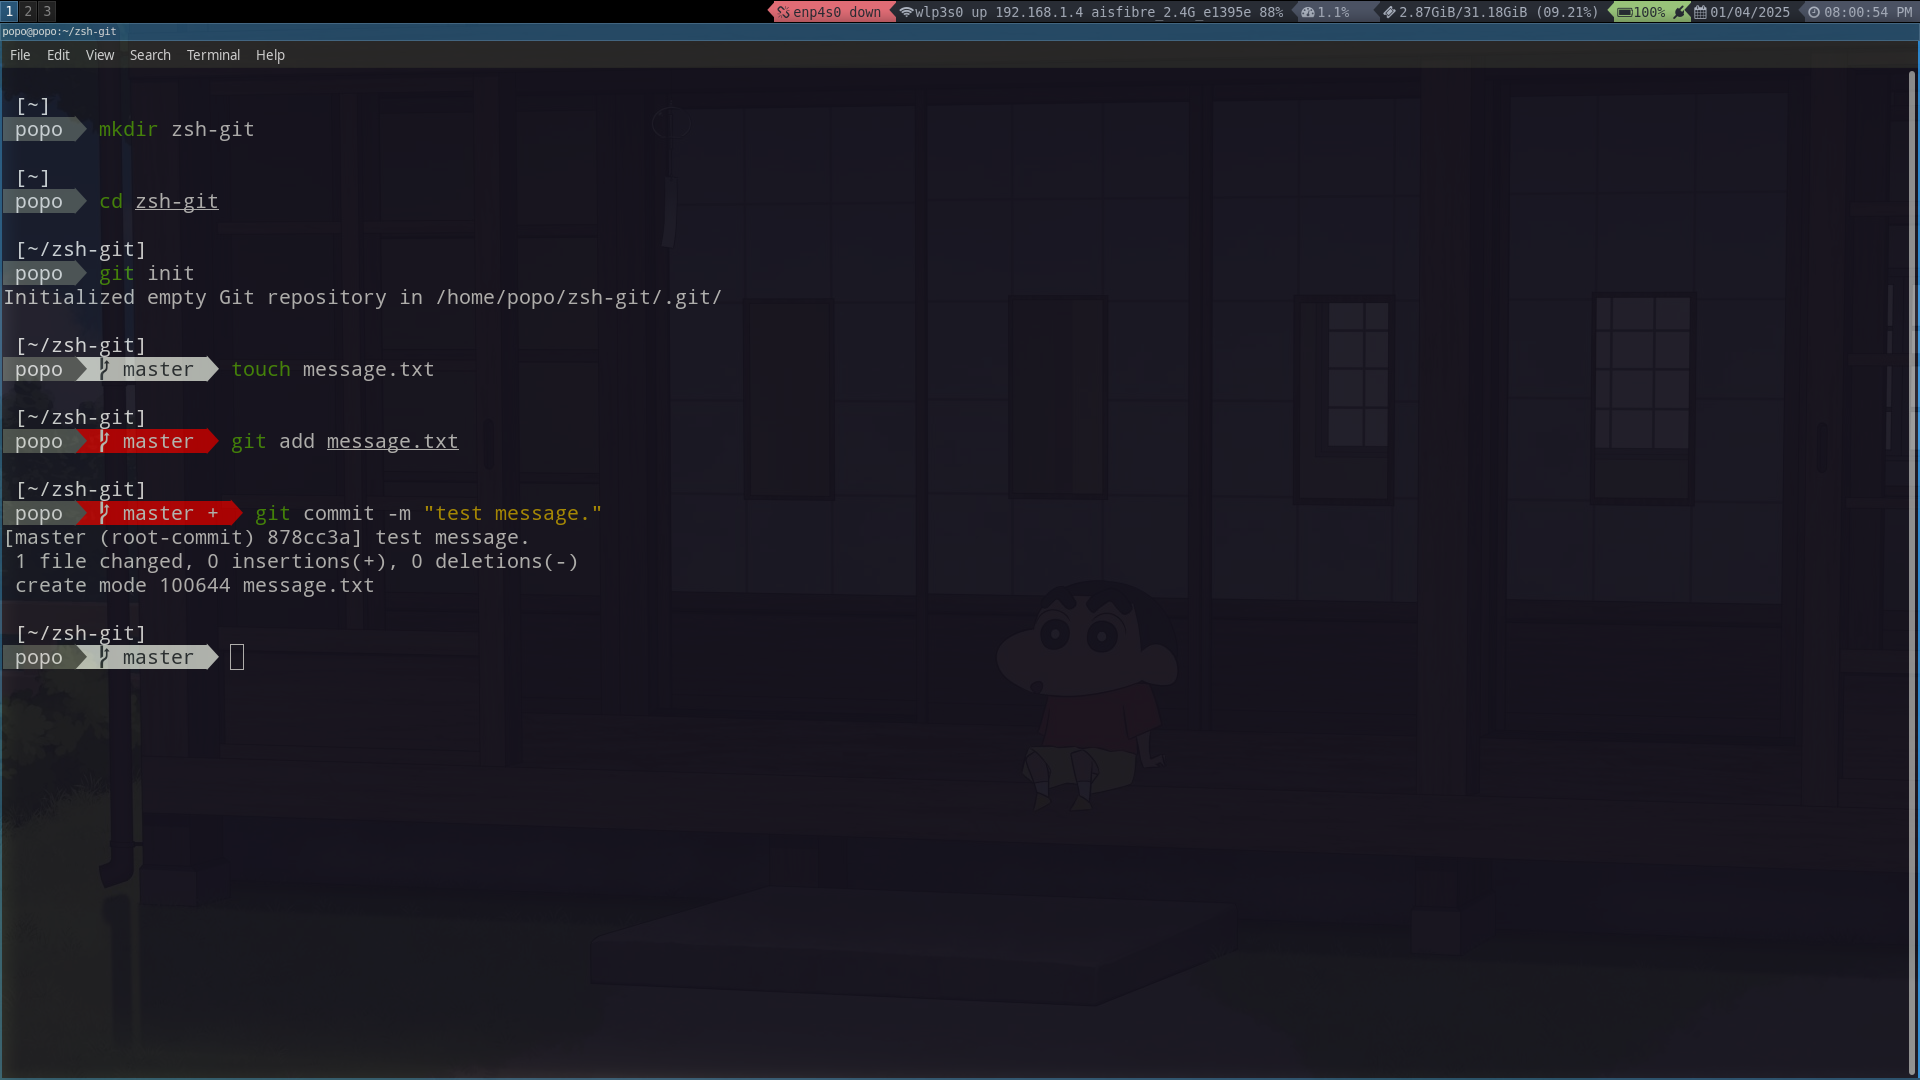 1 2 3 enp4s0 down wlp3s0 up 192.168.1.4 aisfibre_2.4G_e1395e 88% 1.1% 2.87GiB/31.18GiB (09.21%) 100% 01/04/2025 08:00:54 PM
popo@popo:~/zsh-git
File Edit View Search Terminal Help
[~]
popo mkdir zsh-git
[~]
popo cd zsh-git
[~/zsh-git]
popo git init
Initialized empty Git repository in /home/popo/zsh-git/.git/
[~/zsh-git]
popo master touch message.txt
[~/zsh-git]
popo master git add message.txt
[~/zsh-git]
popo master + git commit -m "test message."
[master (root-commit) 878cc3a] test message.
1 file changed, 0 insertions(+), 0 deletions(-)
create mode 100644 message.txt
[~/zsh-git]
popo master